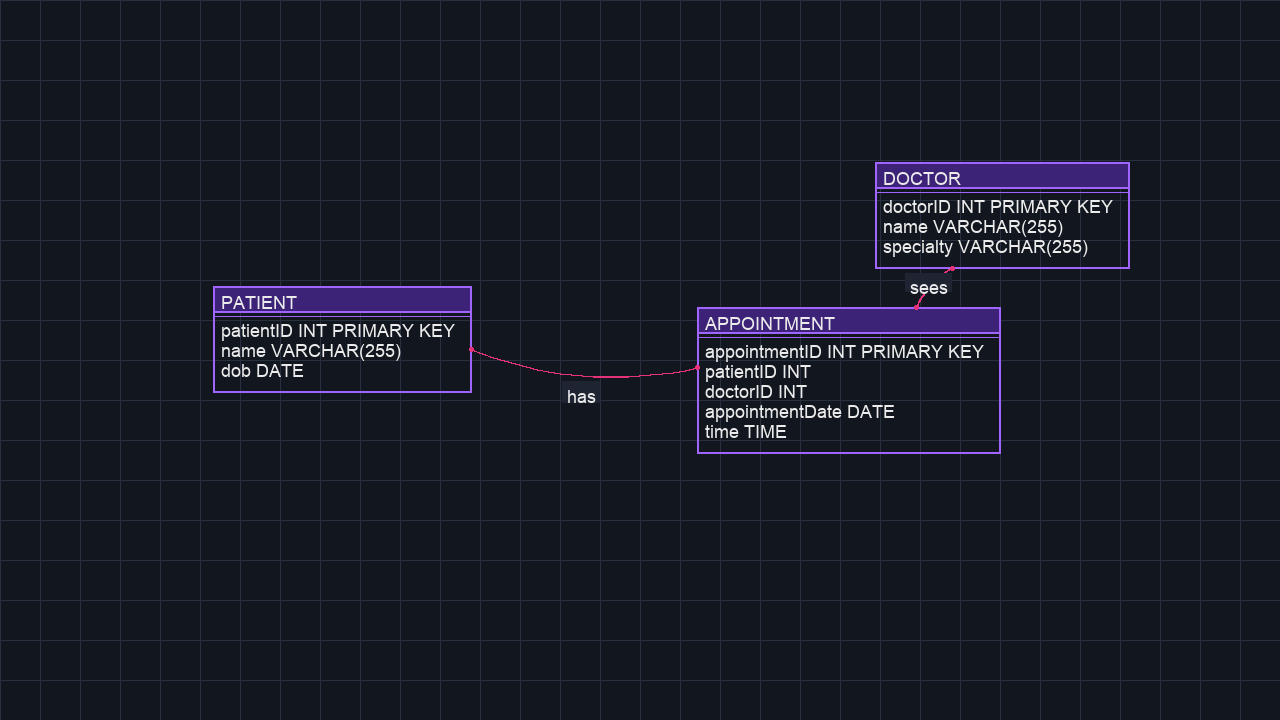 DOCTOR
doctorID INT PRIMARY KEY
name VARCHAR(255)
specialty VARCHAR(255)
sees
PATIENT
patientID INT PRIMARY KEY
name VARCHAR(255)
dob DATE
has
APPOINTMENT
appointmentID INT PRIMARY KEY
patientID INT
doctorID INT
appointmentDate DATE
time TIME